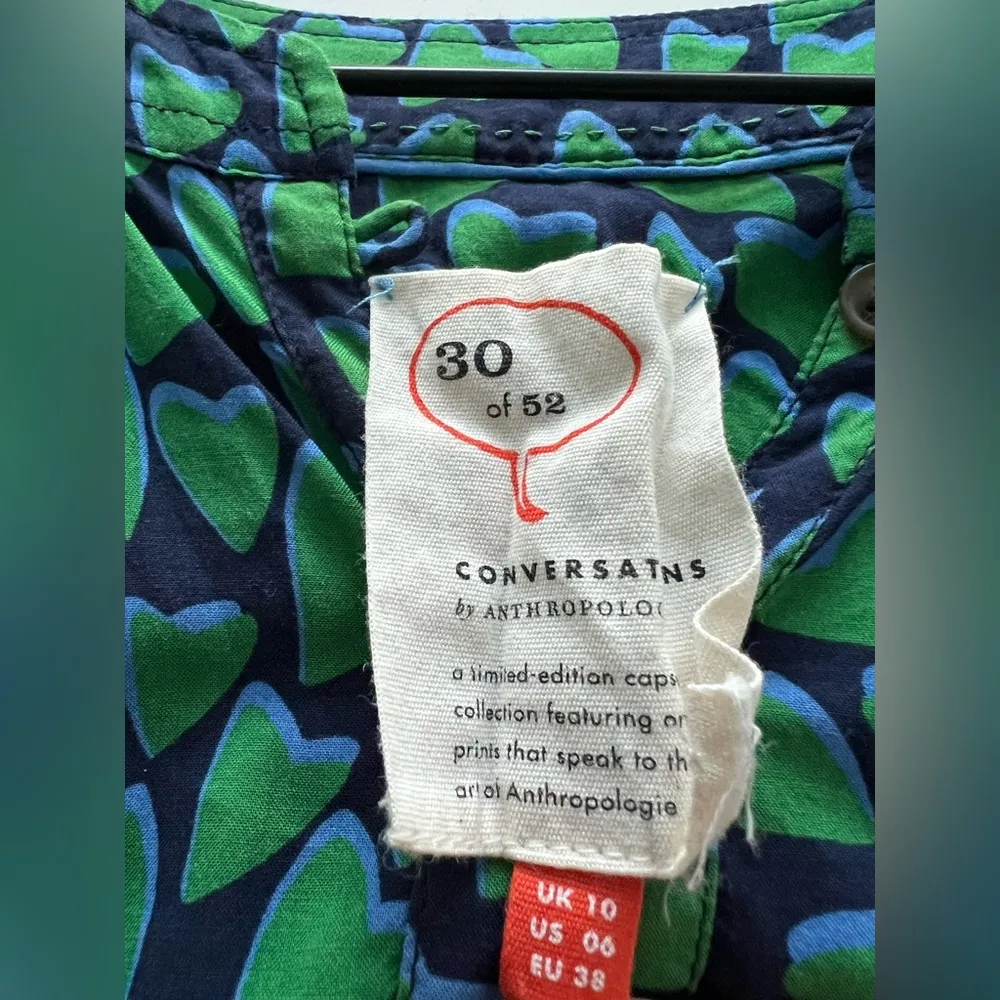 30
of 52
CONVERSATNS
by ANTHROPOLO
a limited-edition caps
collection featuring or
prints that speak to th
art of Anthropologie
UK 10
US 06
EU 38